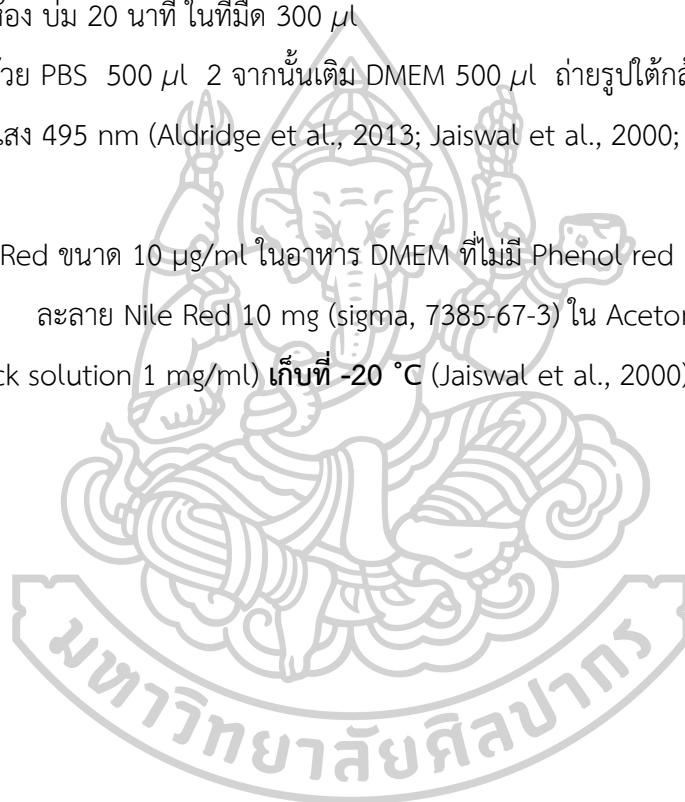 ห้อง บ่ม 20 นาที ในที่มืด 300 µl
วย PBS 500 µl 2 จากนั้นเติม DMEM 500 µl ถ่ายรูปใต้กล
แสง 495 nm (Aldridge et al., 2013; Jaiswal et al., 2000;
Red ขนาด 10 µg/ml ในอาหาร DMEM ที่ไม่มี Phenol red
ละลาย Nile Red 10 mg (sigma, 7385-67-3) ใน Aceton
ck solution 1 mg/ml) เก็บที่ -20 ˚C (Jaiswal et al., 2000)
มหาวิทยาลัยศิลปากร